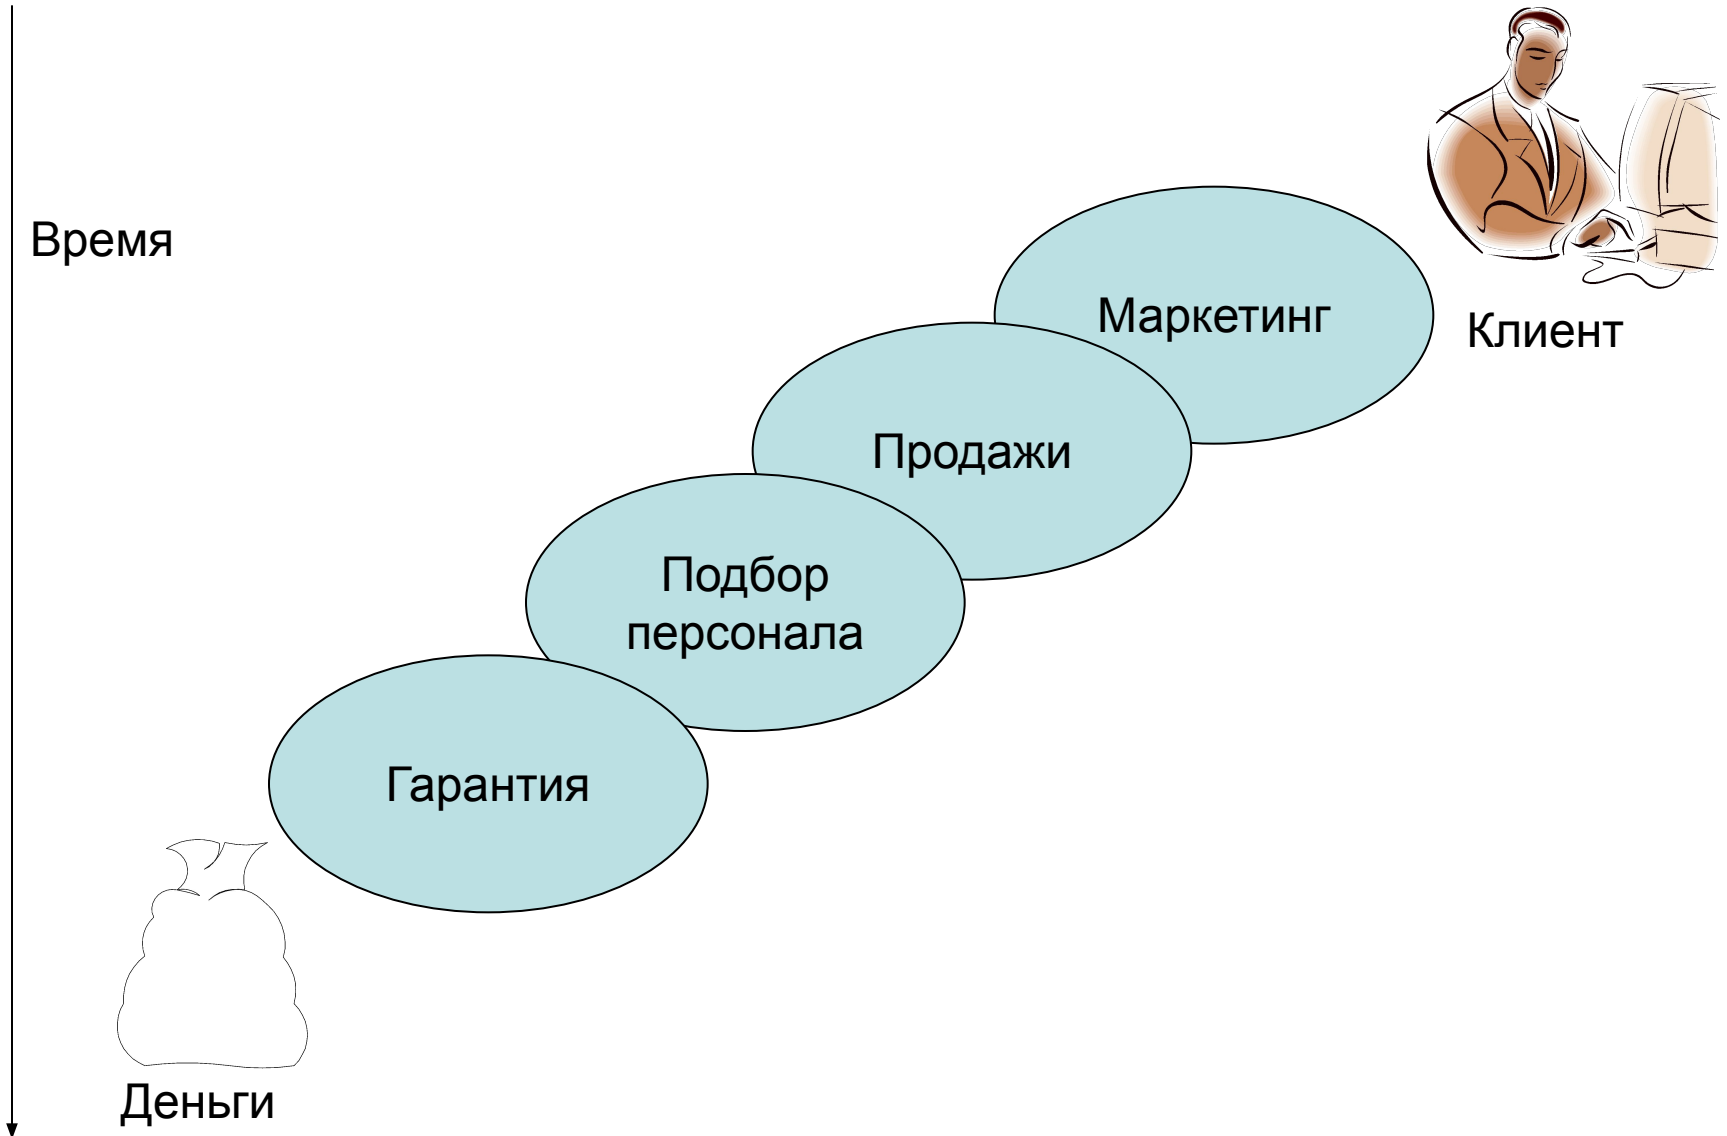 Время
Маркетинг
Клиент
Продажи
Подбор
персонала
Гарантия
Деньги